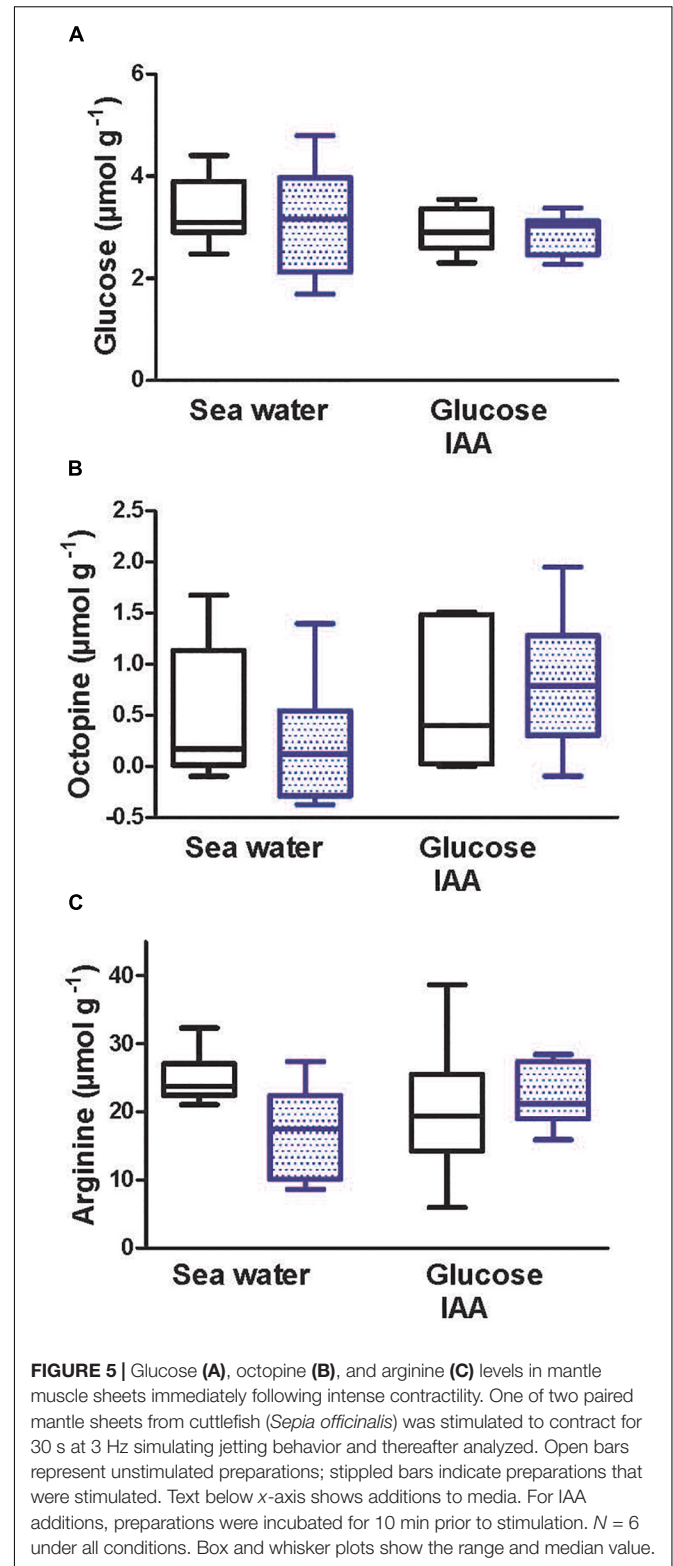 A
Glucose (µmol g⁻¹)
6
4
2
0
Sea water
Glucose
IAA
B
Octopine (µmol g⁻¹)
2.5
2.0
1.5
1.0
0.5
0.0
-0.5
Sea water
Glucose
IAA
C
Arginine (µmol g⁻¹)
40
30
20
10
0
Sea water
Glucose
IAA
FIGURE 5 | Glucose (A), octopine (B), and arginine (C) levels in mantle
muscle sheets immediately following intense contractility. One of two paired
mantle sheets from cuttlefish (Sepia officinalis) was stimulated to contract for
30 s at 3 Hz simulating jetting behavior and thereafter analyzed. Open bars
represent unstimulated preparations; stippled bars indicate preparations that
were stimulated. Text below x-axis shows additions to media. For IAA
additions, preparations were incubated for 10 min prior to stimulation. N = 6
under all conditions. Box and whisker plots show the range and median value.